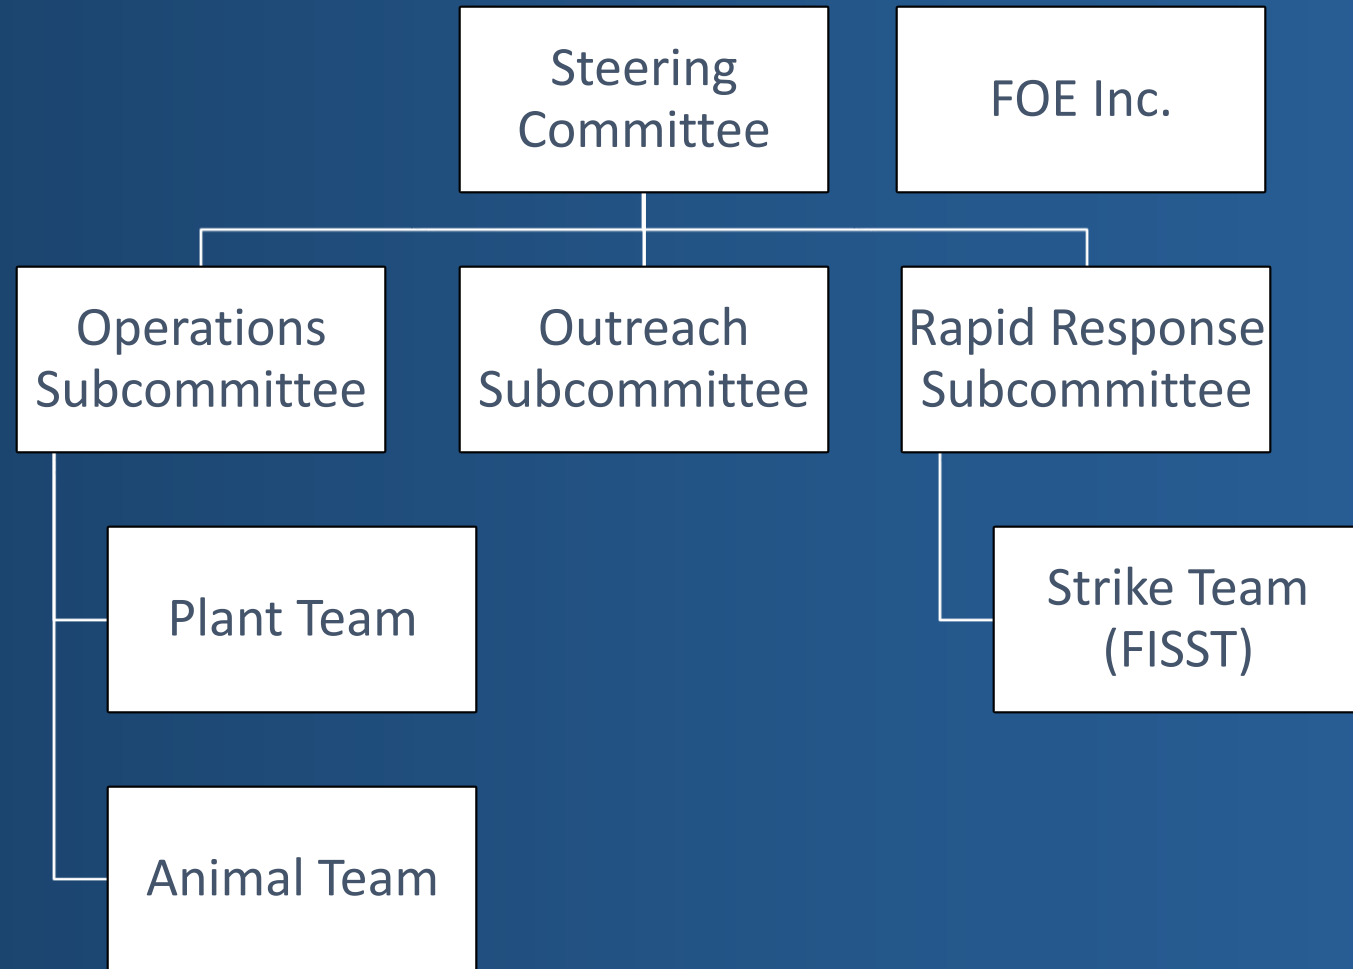 Steering
Committee
FOE Inc.
Operations
Subcommittee
Outreach
Subcommittee
Rapid Response
Subcommittee
Plant Team
Strike Team
(FISST)
Animal Team